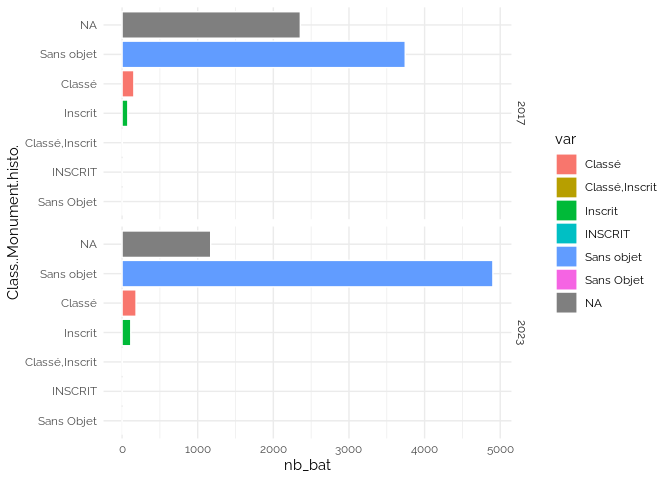 Class..Monument.histo.
NA
Sans objet
Classé
Inscrit
Classé,Inscrit
INSCRIT
Sans Objet
2017
NA
Sans objet
Classé
Inscrit
Classé,Inscrit
INSCRIT
Sans Objet
2023
0 1000 2000 3000 4000 5000
nb_bat
var
Classé
Classé,Inscrit
Inscrit
INSCRIT
Sans objet
Sans Objet
NA